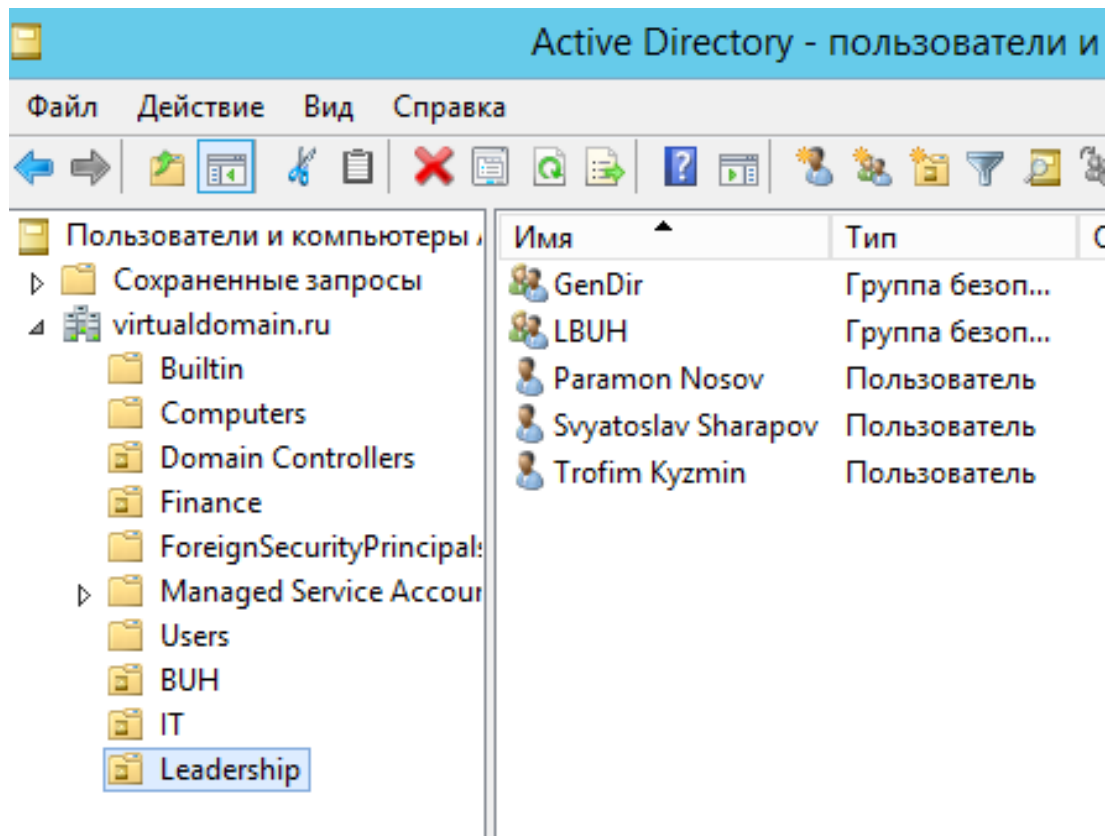 Active Directory - пользователи и
Файл Действие Вид Справка
Пользователи и компьютеры
Сохраненные запросы
virtualdomain.ru
Builtin
Computers
Domain Controllers
Finance
ForeignSecurityPrincipals
Managed Service Accour
Users
BUH
IT
Leadership
Имя Тип
GenDir Группа безоп...
LBUH Группа безоп...
Paramon Nosov Пользователь
Svyatoslav Sharapov Пользователь
Trofim Kyzmin Пользователь